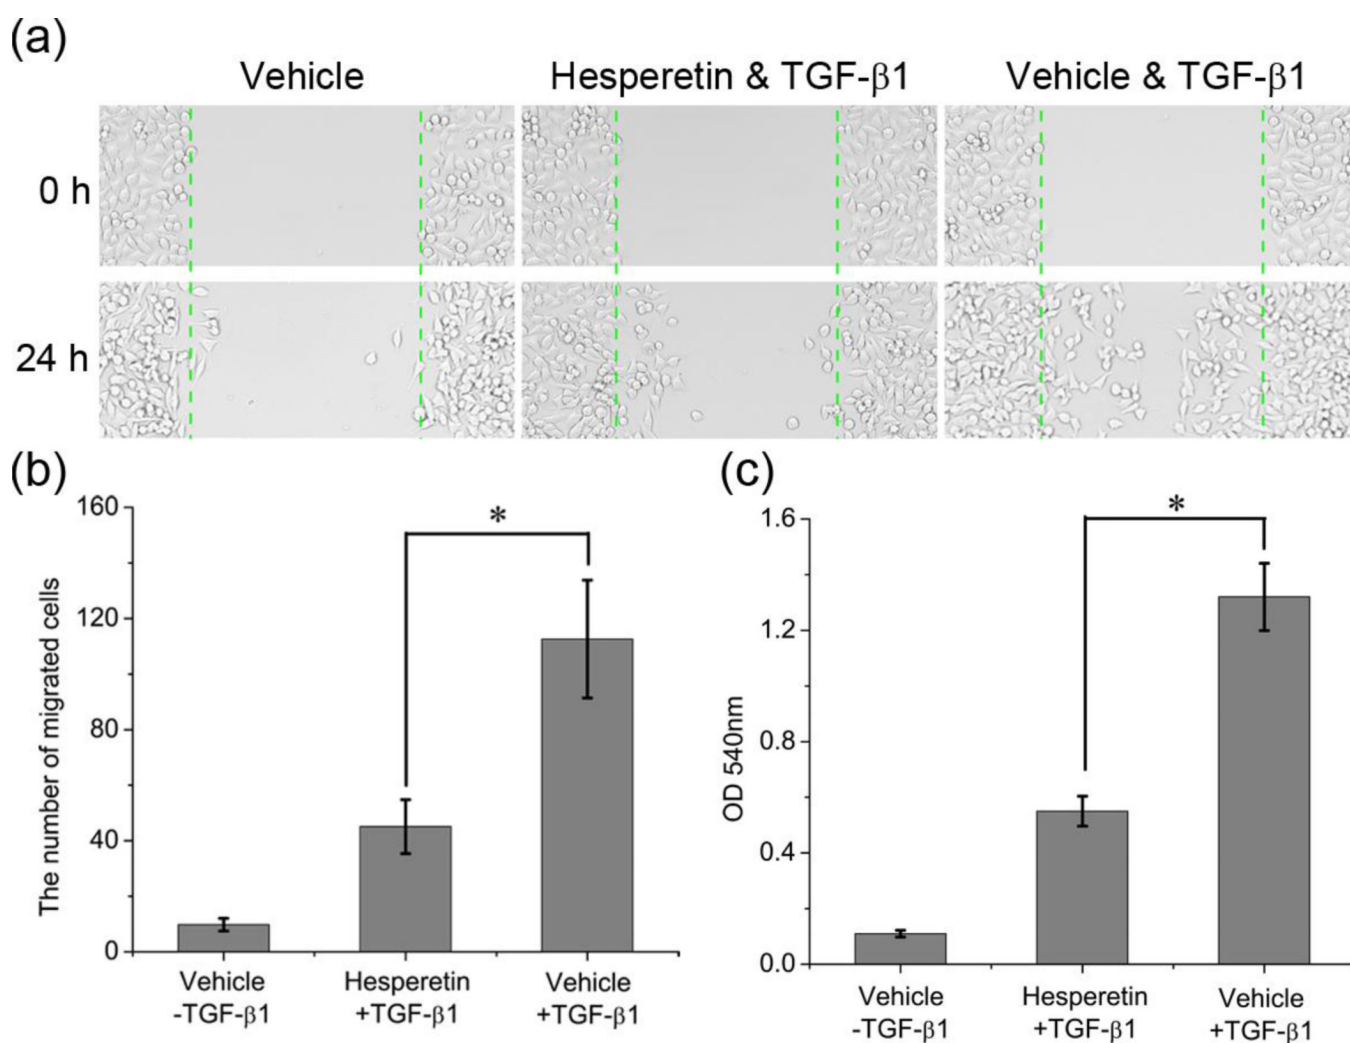 (a)
Vehicle
Hesperetin & TGF-β1
Vehicle & TGF-β1
0 h
24 h
(b)
The number of migrated cells
160
120
80
40
0
*
Vehicle
-TGF-β1
Hesperetin
+TGF-β1
Vehicle
+TGF-β1
(c)
OD 540nm
1.6
1.2
0.8
0.4
0.0
*
Vehicle
-TGF-β1
Hesperetin
+TGF-β1
Vehicle
+TGF-β1